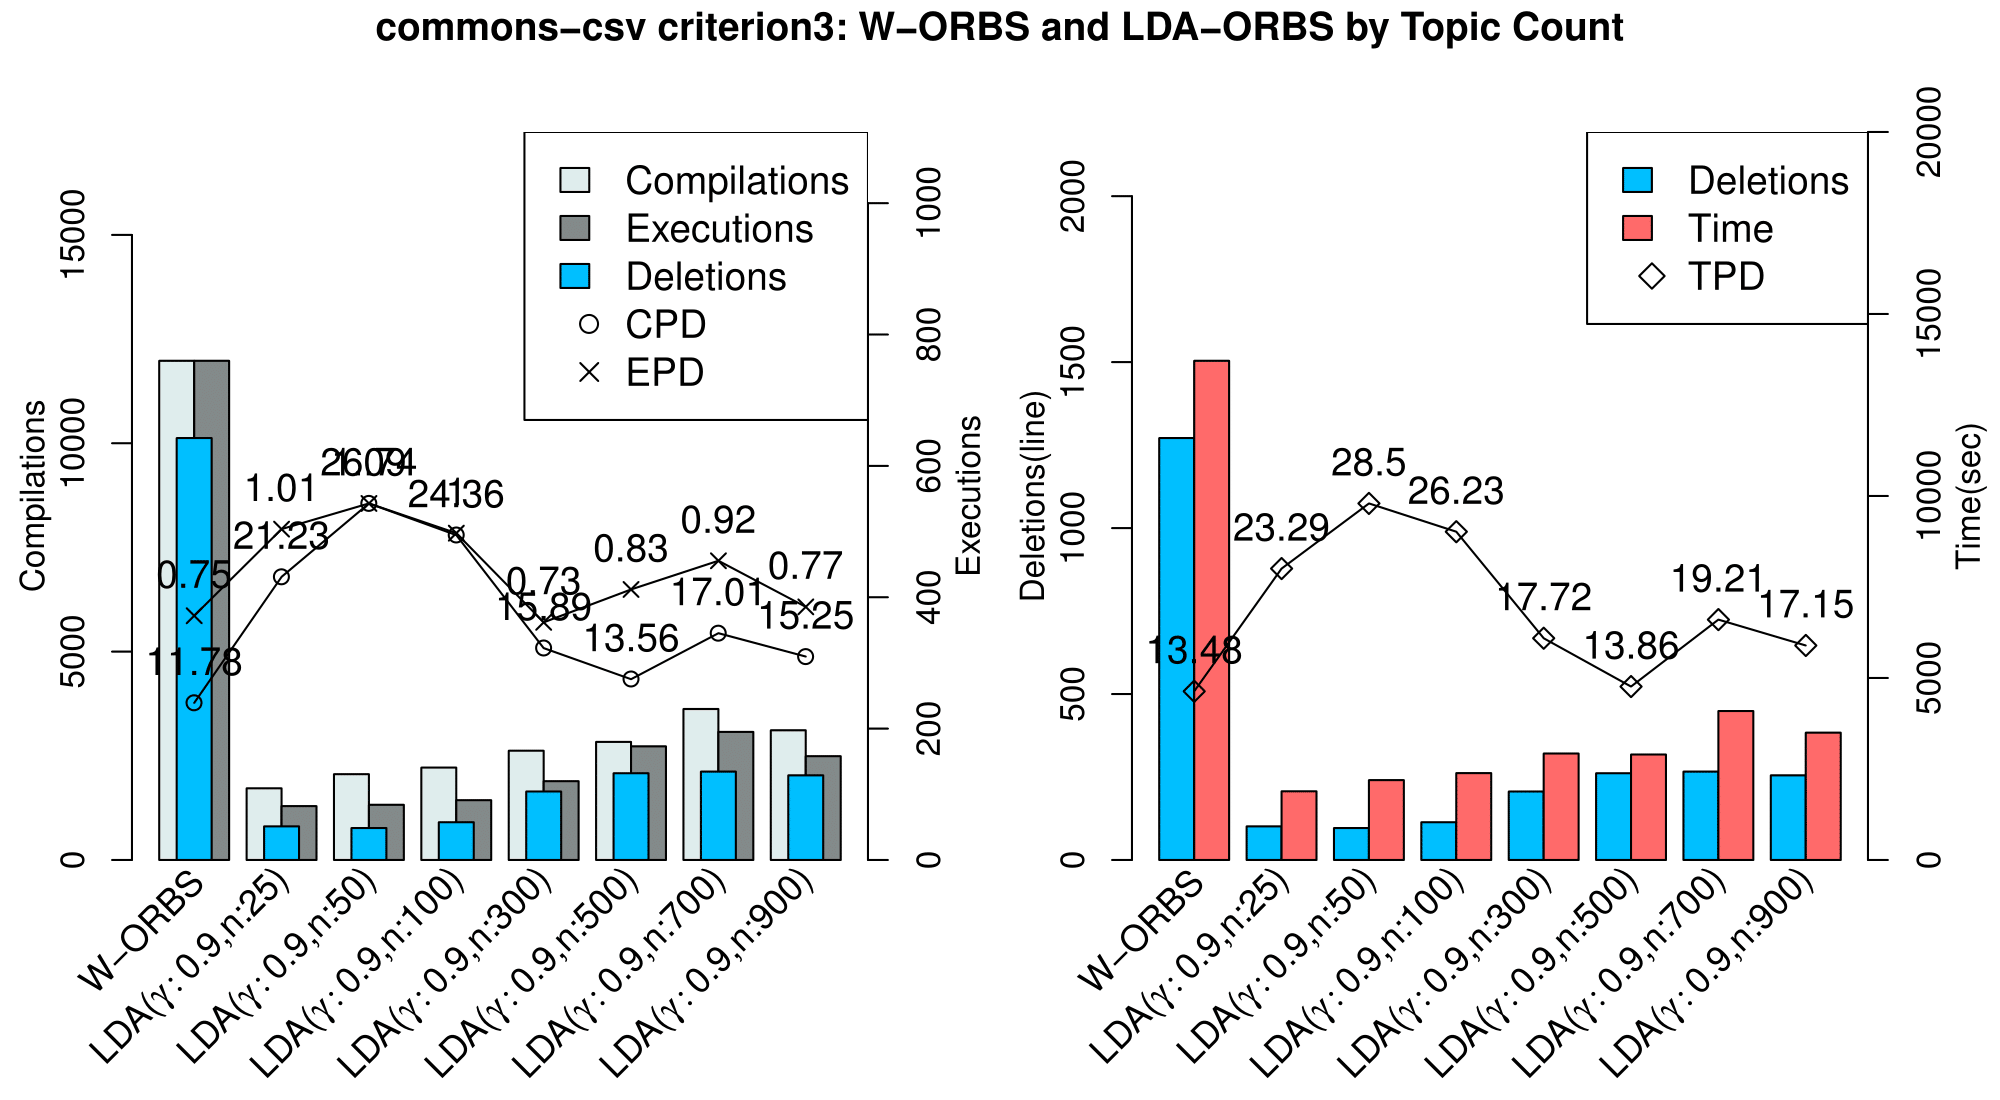 commons−csv criterion3: W−ORBS and LDA−ORBS by Topic Count
Compilations
0
5000
10000
15000
Compilations
Executions
Deletions
CPD
EPD
0.75
11.78
1.01
21.23
24.36
0.73
15.89
0.83
13.56
0.92
17.01
0.77
15.25
Executions
0
200
400
600
800
1000
W−ORBS
LDA(γ: 0.9,n:25)
LDA(γ: 0.9,n:50)
LDA(γ: 0.9,n:100)
LDA(γ: 0.9,n:300)
LDA(γ: 0.9,n:500)
LDA(γ: 0.9,n:700)
LDA(γ: 0.9,n:900)
Deletions(line)
0
500
1000
1500
2000
Deletions
Time
TPD
13.48
23.29
28.5
26.23
17.72
13.86
19.21
17.15
Time(sec)
0
5000
10000
15000
20000
W−ORBS
LDA(γ: 0.9,n:25)
LDA(γ: 0.9,n:50)
LDA(γ: 0.9,n:100)
LDA(γ: 0.9,n:300)
LDA(γ: 0.9,n:500)
LDA(γ: 0.9,n:700)
LDA(γ: 0.9,n:900)